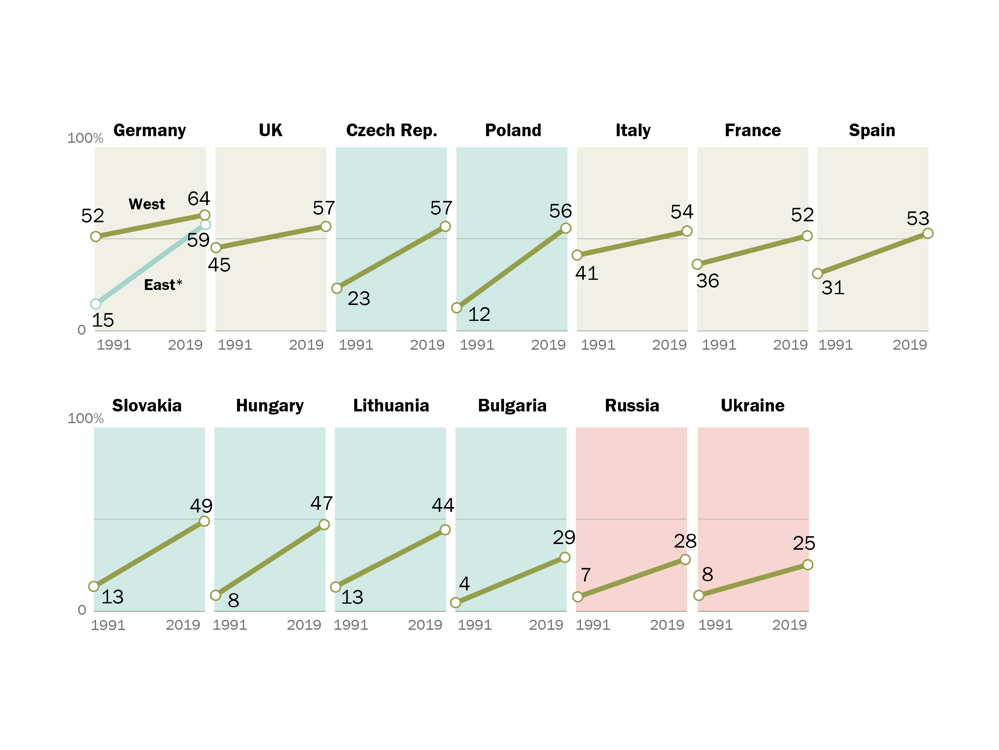 Germany UK Czech Rep. Poland Italy France Spain
100%
West 64 57 57 56 54 52 53
52
59
45 41 36 31
East* 23 12
15
0
1991 2019 1991 2019 1991 2019 1991 2019 1991 2019 1991 2019 1991 2019
Slovakia Hungary Lithuania Bulgaria Russia Ukraine
100%
49 47 44 29 28 25
13 8 13 4 7 8
0
1991 2019 1991 2019 1991 2019 1991 2019 1991 2019 1991 2019